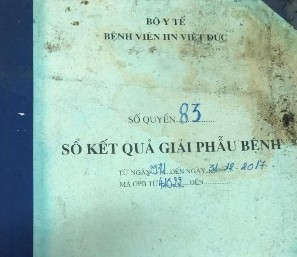 BỘ Y TẾ
BỆNH VIỆN HN VIỆT ĐỨC
SỐ QUYỂN 83
SỔ KẾT QUẢ GIẢI PHẪU BỆNH
TỪ NGÀY ĐẾN NGÀY 31-12-2017
MÃ GPB TỪ 41022 ĐẾN